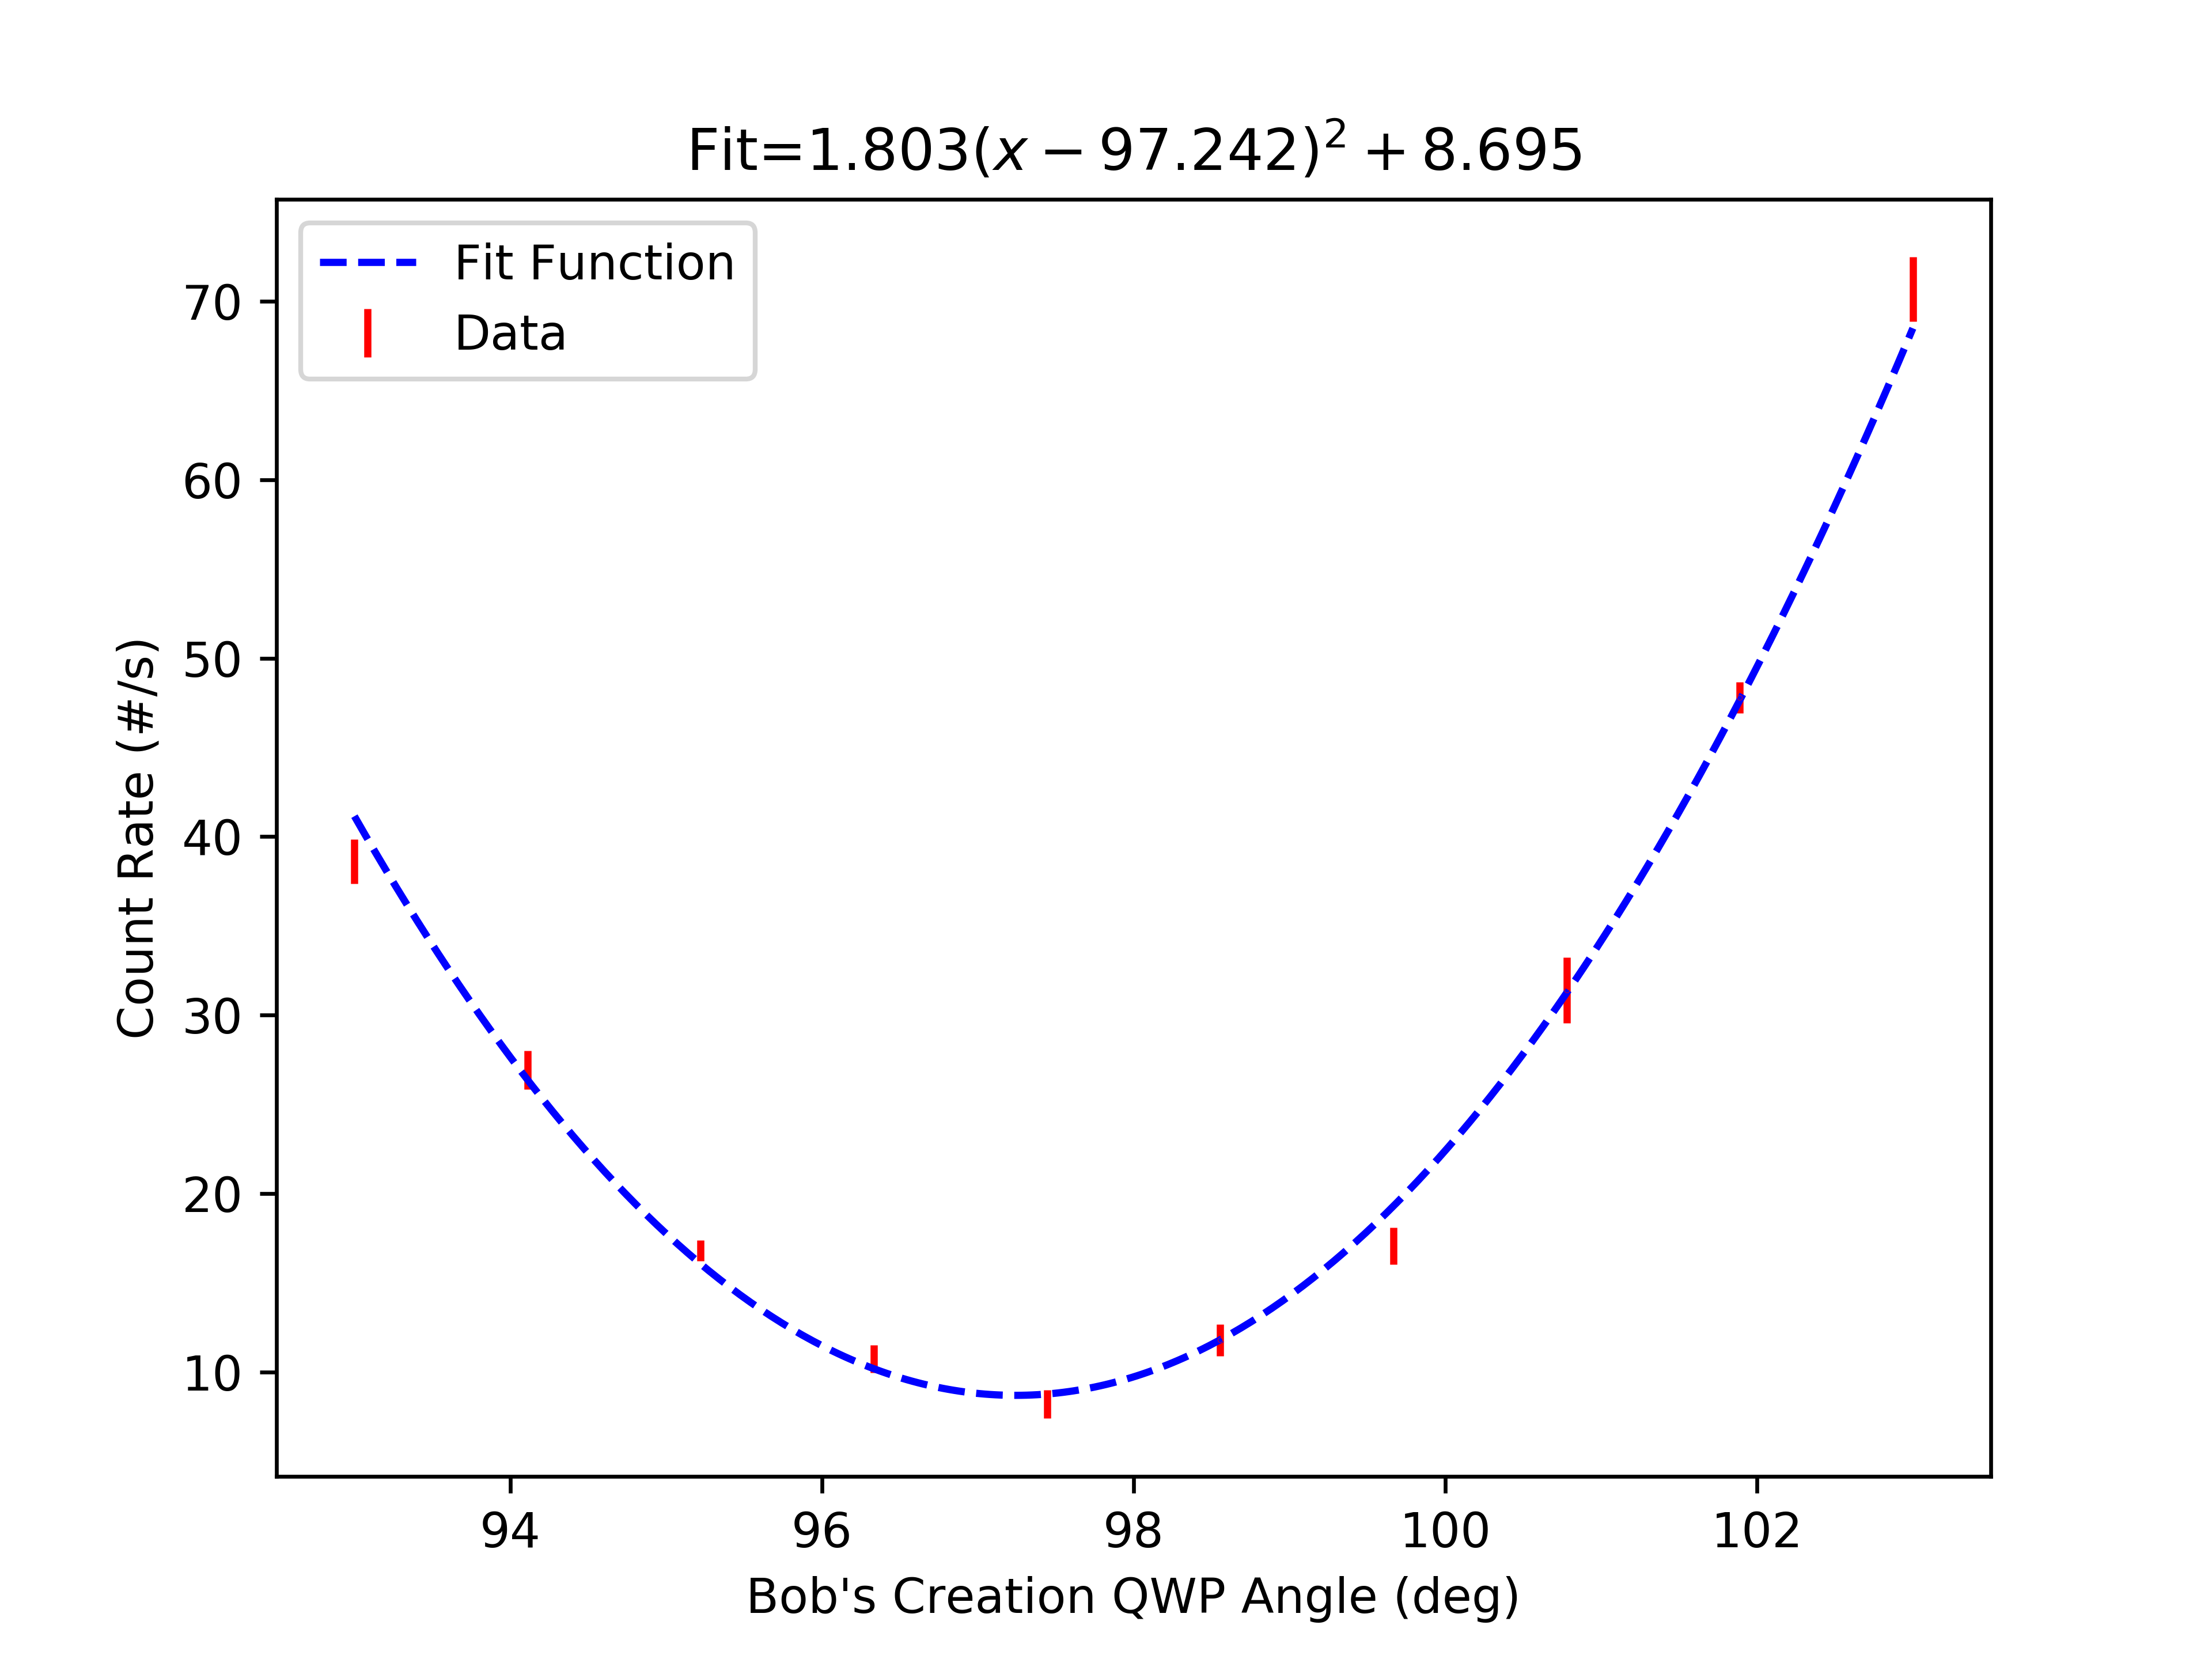 Fit=1.803(x − 97.242)² + 8.695
Fit Function
Data
70
60
50
40
30
20
10
Count Rate (#/s)
94 96 98 100 102
Bob's Creation QWP Angle (deg)